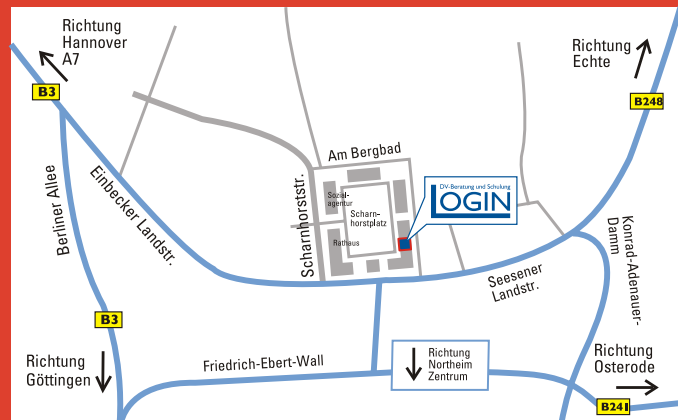 Richtung
Hannover
A7
B3
Richtung
Echte
B248
Am Bergbad
DV-Beratung und Schulung
LOGIN
Sozial-
agentur
Scharn-
horstplatz
Rathaus
Scharnhorststr.
Berliner Allee
Einbecker Landstr.
Seesener
Landstr.
Konrad-Adenauer-
Damm
B3
Richtung
Göttingen
Friedrich-Ebert-Wall
Richtung
Northeim
Zentrum
Richtung
Osterode
B241